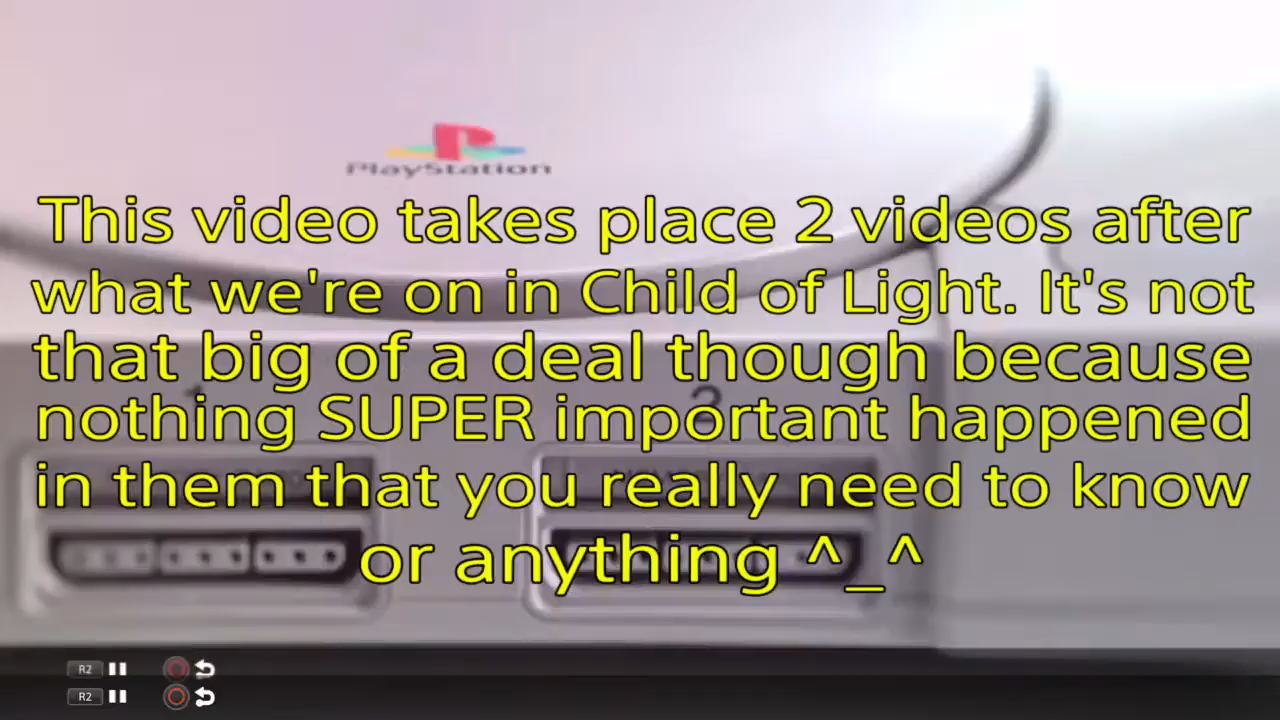 PlayStation
This video takes place 2 videos after
what we're on in Child of Light. It's not
that big of a deal though because
nothing SUPER important happened
in them that you really need to know
or anything ^_^
1
2
R2
R2